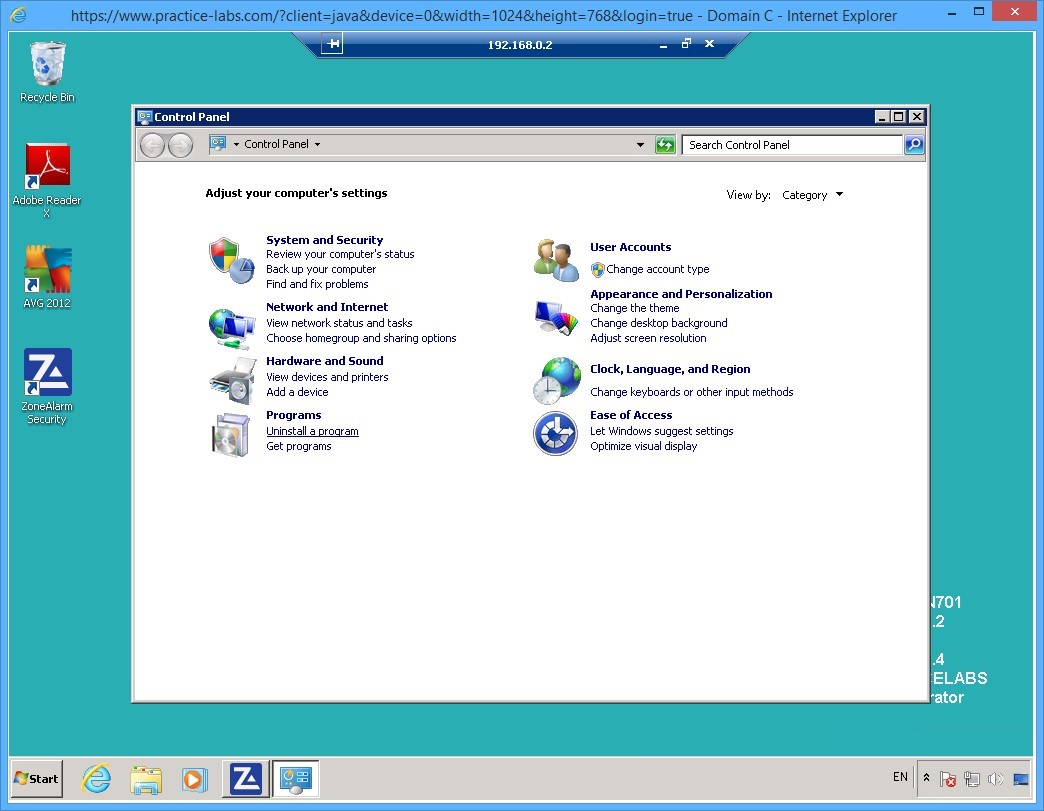 https://www.practice-labs.com/?client=java&device=0&width=1024&height=768&login=true - Domain C - Internet Explorer
192.168.0.2
Recycle Bin
Adobe Reader
X
AVG 2012
ZoneAlarm
Security
Control Panel
Control Panel
Search Control Panel
Adjust your computer's settings
View by: Category
System and Security
Review your computer's status
Back up your computer
Find and fix problems
Network and Internet
View network status and tasks
Choose homegroup and sharing options
Hardware and Sound
View devices and printers
Add a device
Programs
Uninstall a program
Get programs
User Accounts
Change account type
Appearance and Personalization
Change the theme
Change desktop background
Adjust screen resolution
Clock, Language, and Region
Change keyboards or other input methods
Ease of Access
Let Windows suggest settings
Optimize visual display
N701
.2
.4
CELABS
rator
Start
EN